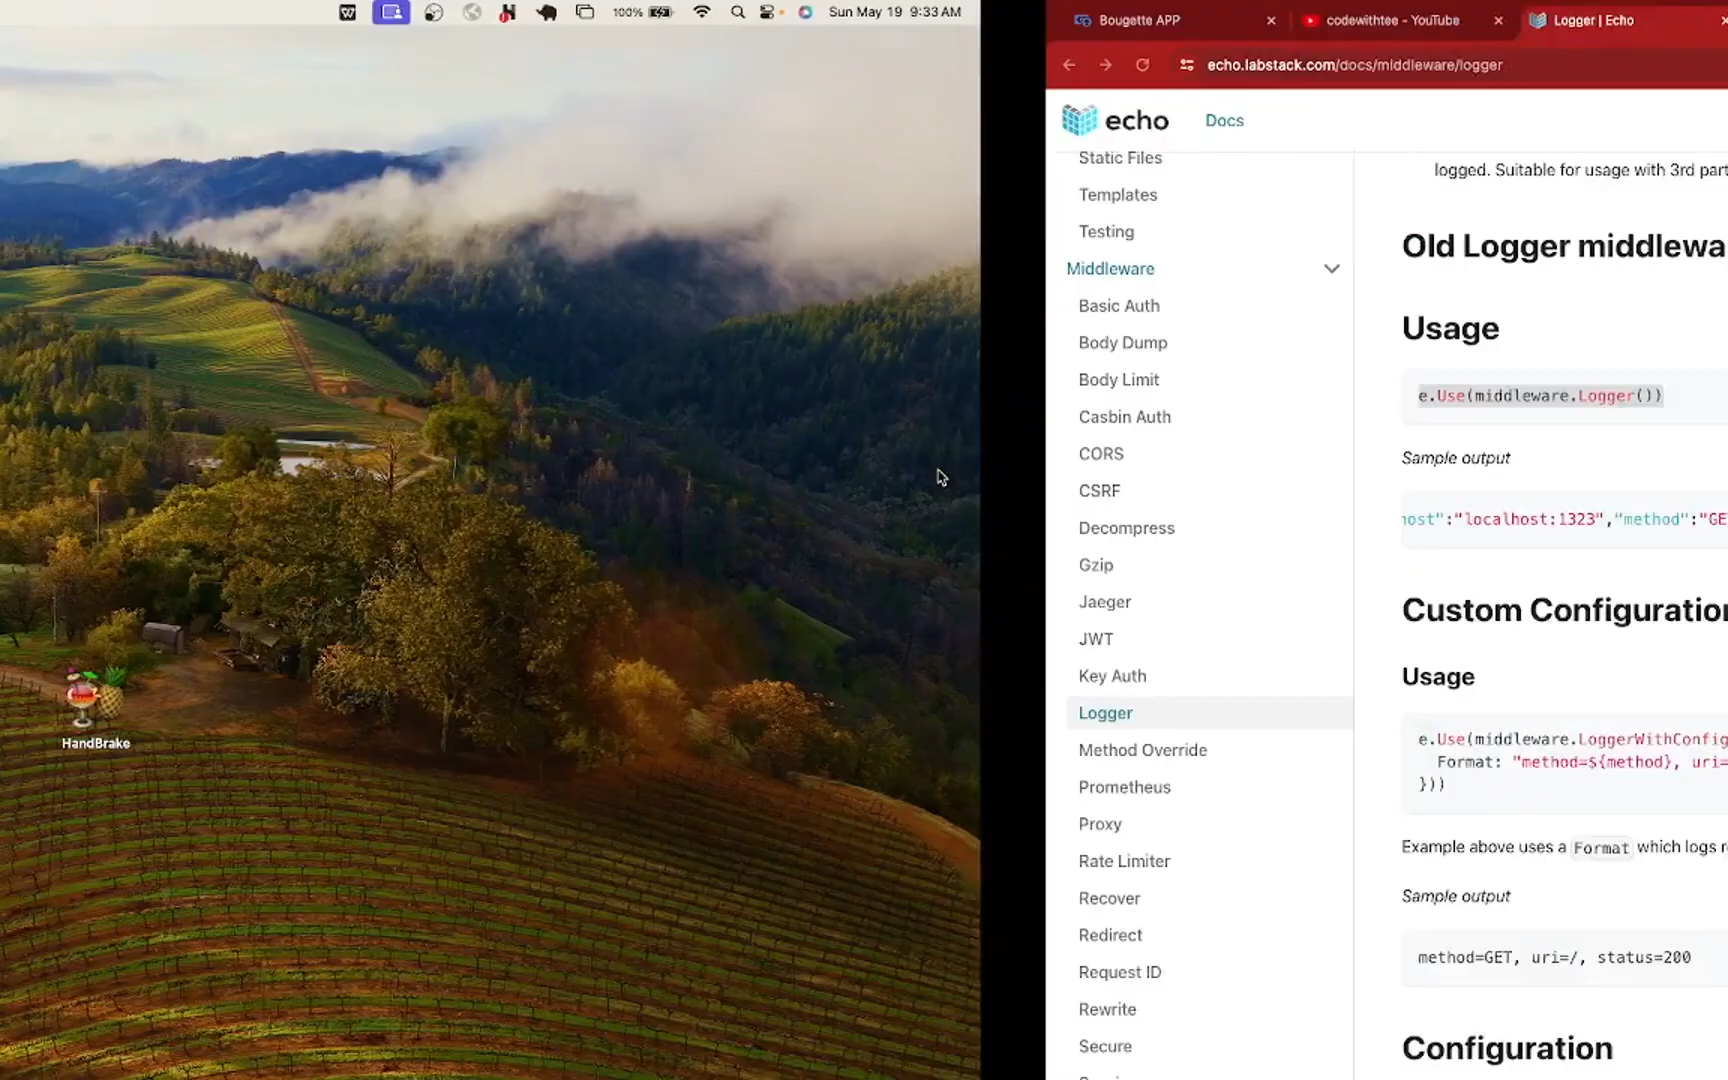 100%
Sun May 19 9:33 AM
HandBrake
Bougette APP
codewithtee - YouTube
Logger | Echo
echo.labstack.com/docs/middleware/logger
echo
Docs
Static Files
Templates
Testing
Middleware
Basic Auth
Body Dump
Body Limit
Casbin Auth
CORS
CSRF
Decompress
Gzip
Jaeger
JWT
Key Auth
Logger
Method Override
Prometheus
Proxy
Rate Limiter
Recover
Redirect
Request ID
Rewrite
Secure
logged. Suitable for usage with 3rd part
Old Logger middlewa
Usage
e.Use(middleware.Logger())
Sample output
host":"localhost:1323","method":"GE
Custom Configuration
Usage
e.Use(middleware.LoggerWithConfig
Format: "method=${method}, uri=
}))
Example above uses a Format which logs r
Sample output
method=GET, uri=/, status=200
Configuration